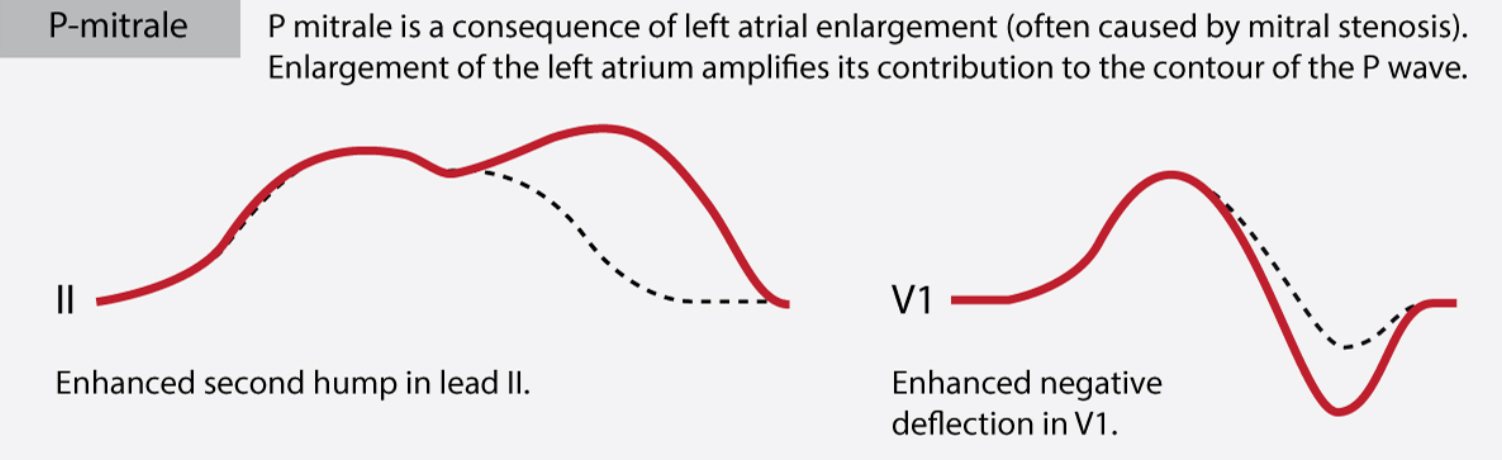 P-mitrale
P mitrale is a consequence of left atrial enlargement (often caused by mitral stenosis).
Enlargement of the left atrium amplifies its contribution to the contour of the P wave.
II
V1
Enhanced second hump in lead II.
Enhanced negative
deflection in V1.